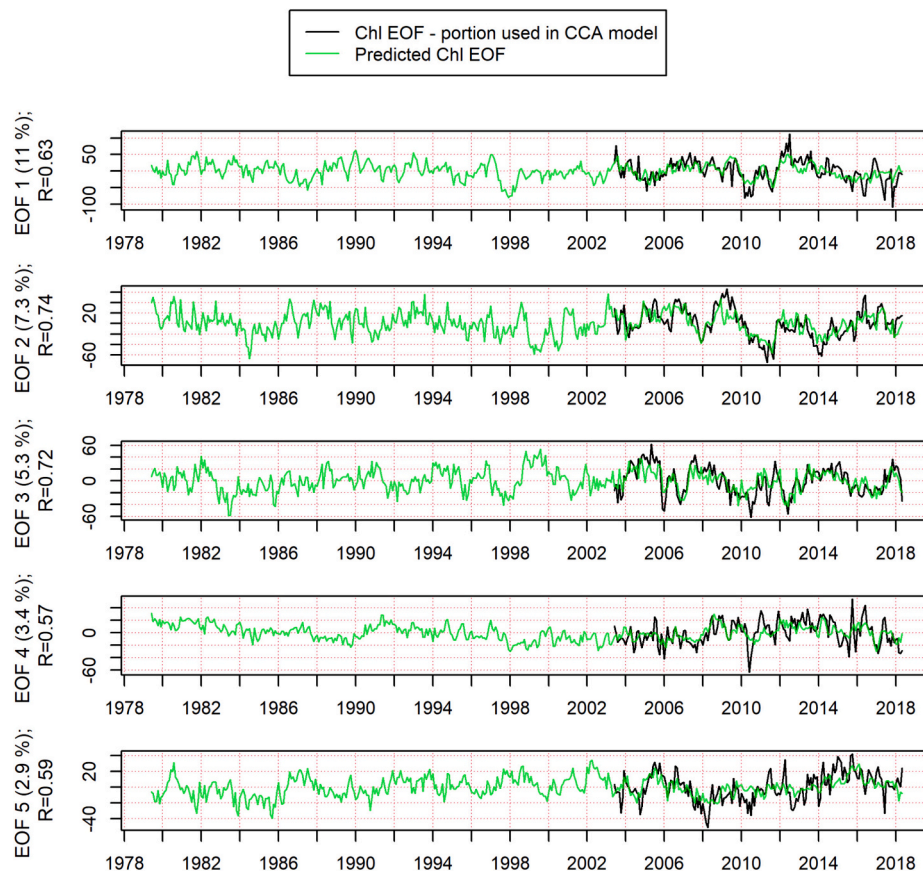 Chl EOF - portion used in CCA model
Predicted Chl EOF
EOF 1 (11 %);
R=0.63
50
-100
1978 1982 1986 1990 1994 1998 2002 2006 2010 2014 2018
EOF 2 (7.3 %);
R=0.74
20
-60
1978 1982 1986 1990 1994 1998 2002 2006 2010 2014 2018
EOF 3 (5.3 %);
R=0.72
60
0
-60
1978 1982 1986 1990 1994 1998 2002 2006 2010 2014 2018
EOF 4 (3.4 %);
R=0.57
0
-60
1978 1982 1986 1990 1994 1998 2002 2006 2010 2014 2018
EOF 5 (2.9 %);
R=0.59
20
-40
1978 1982 1986 1990 1994 1998 2002 2006 2010 2014 2018